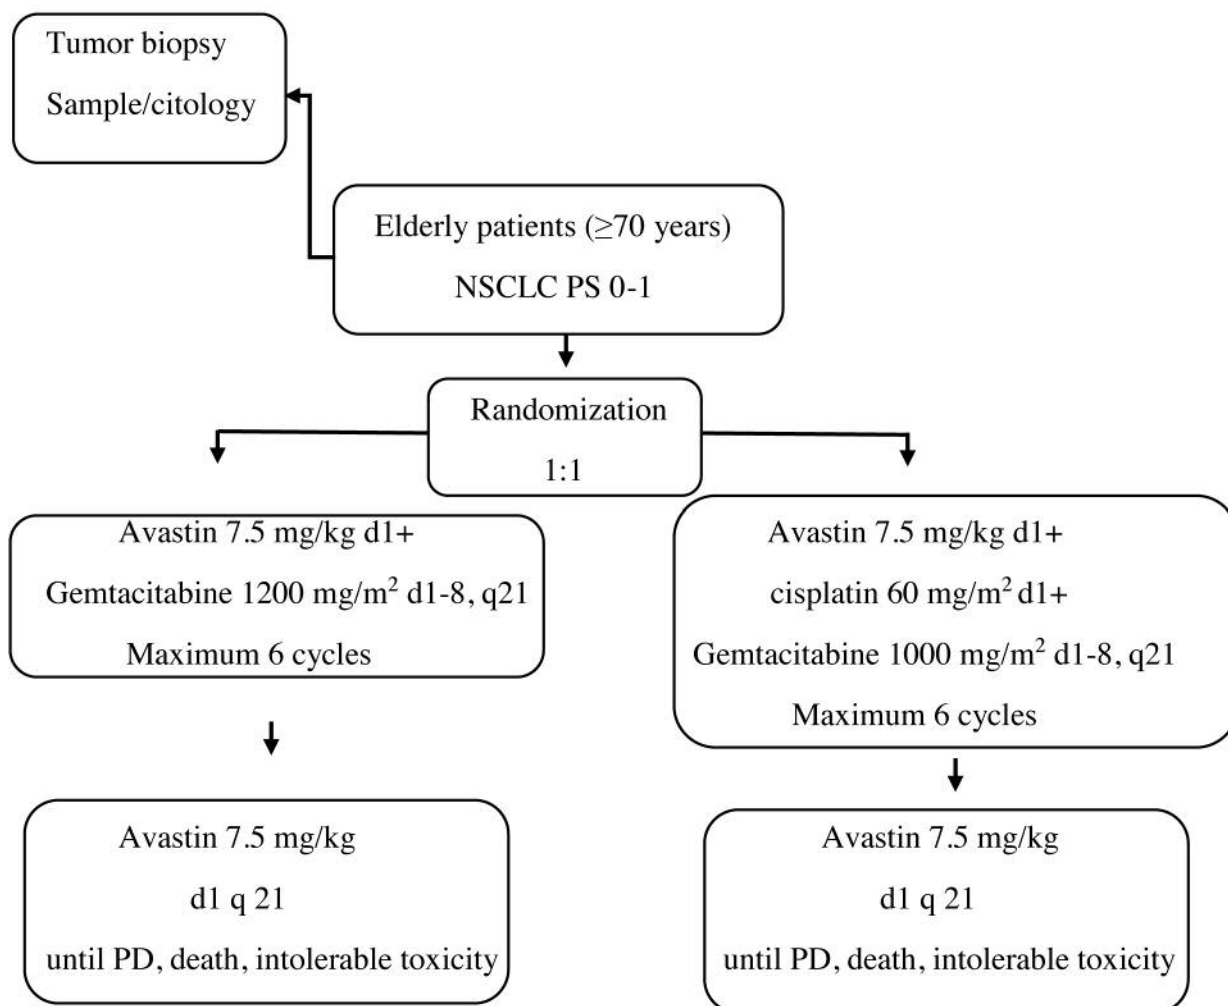 Tumor biopsy
Sample/citology
Elderly patients (≥70 years)
NSCLC PS 0-1
Randomization
1:1
Avastin 7.5 mg/kg d1+
Gemtacitabine 1200 mg/m² d1-8, q21
Maximum 6 cycles
Avastin 7.5 mg/kg d1+
cisplatin 60 mg/m² d1+
Gemtacitabine 1000 mg/m² d1-8, q21
Maximum 6 cycles
Avastin 7.5 mg/kg
d1 q 21
until PD, death, intolerable toxicity
Avastin 7.5 mg/kg
d1 q 21
until PD, death, intolerable toxicity